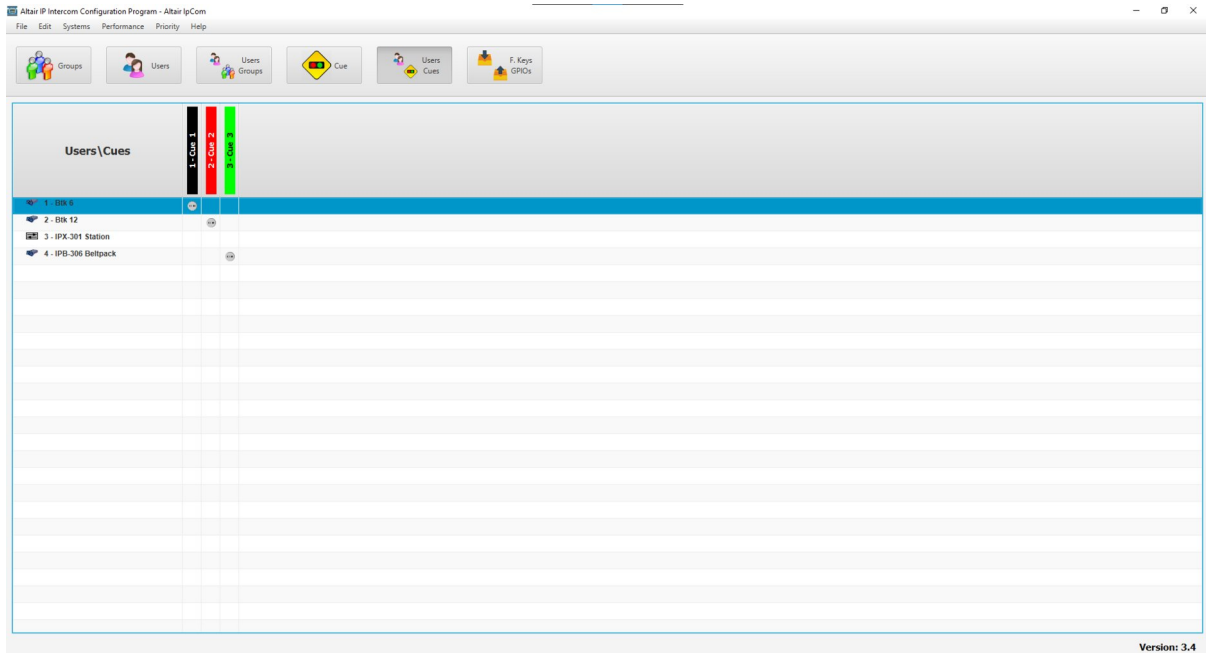 Altair IP Intercom Configuration Program - Altair IpCom
File Edit Systems Performance Priority Help
Groups
Users
Users
Groups
Cue
Users
Cues
F. Keys
GPIOs
Users\Cues
1 - Cue 1
2 - Cue 2
3 - Cue 3
1 - Btk 6
2 - Btk 12
3 - IPX-301 Station
4 - IPB-306 Beltpack
Version: 3.4